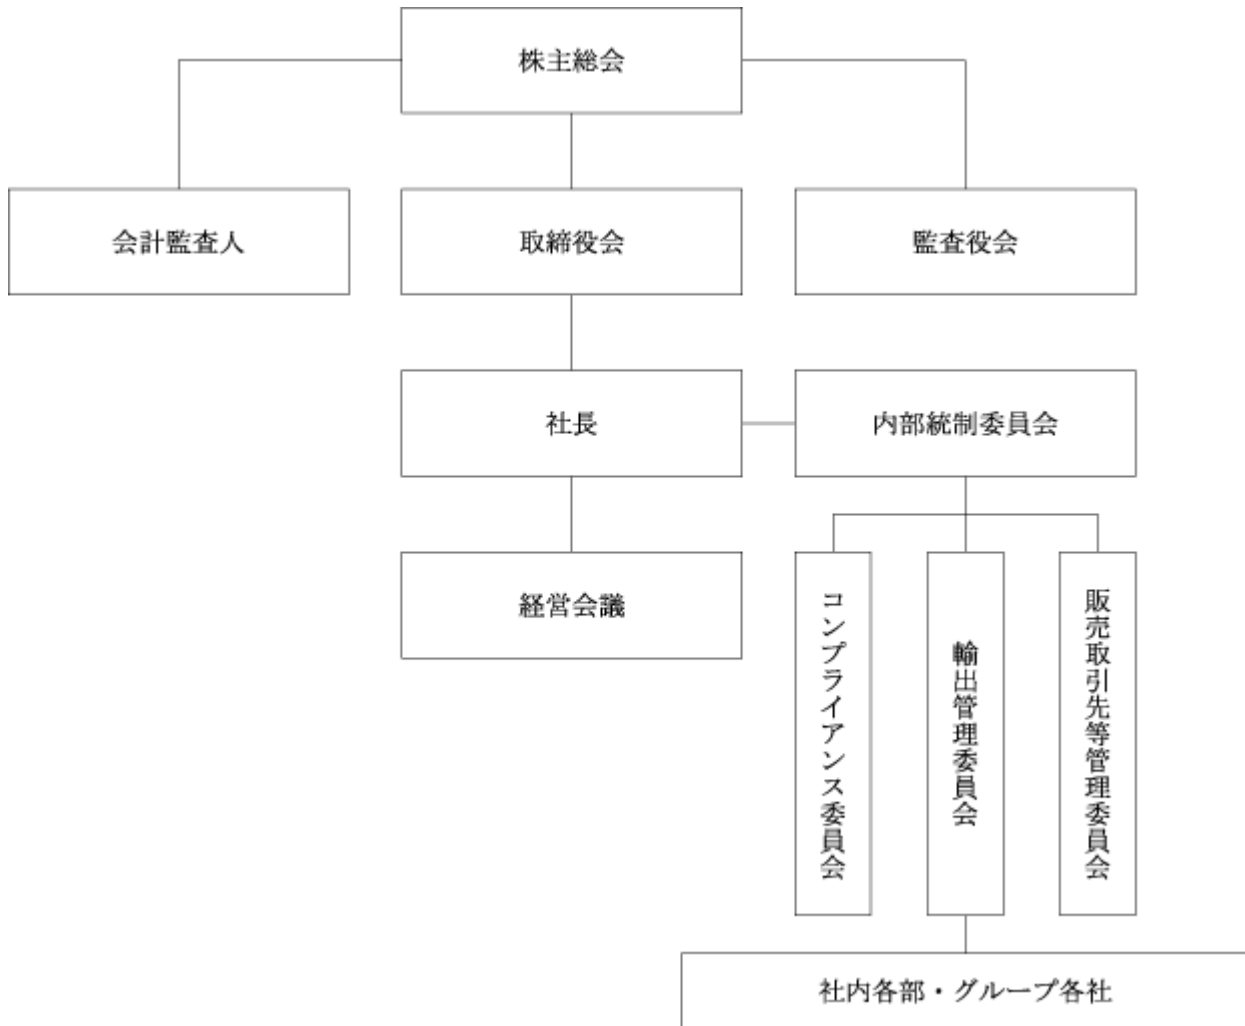 株主総会
会計監査人
取締役会
監査役会
社長
内部統制委員会
経営会議
コンプライアンス委員会
輸出管理委員会
販売取引先等管理委員会
社内各部・グループ各社